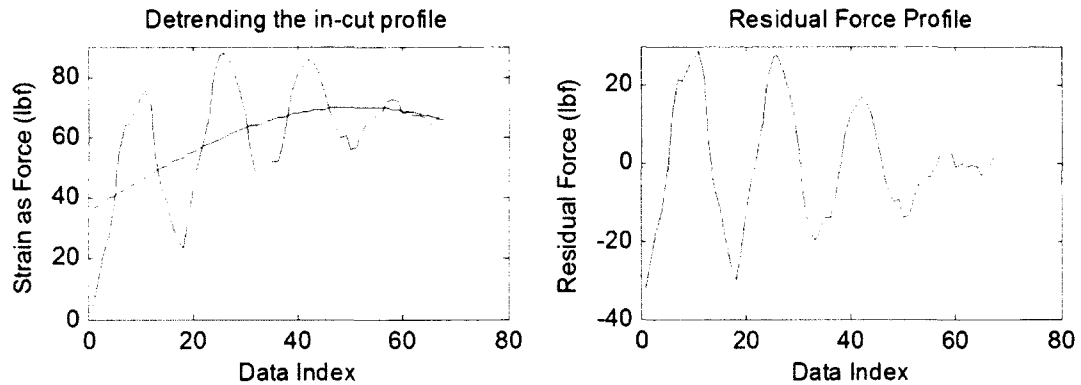 Detrending the in-cut profile
Strain as Force (lbf)
80
60
40
20
0
0 20 40 60 80
Data Index
Residual Force Profile
Residual Force (lbf)
20
0
-20
-40
0 20 40 60 80
Data Index